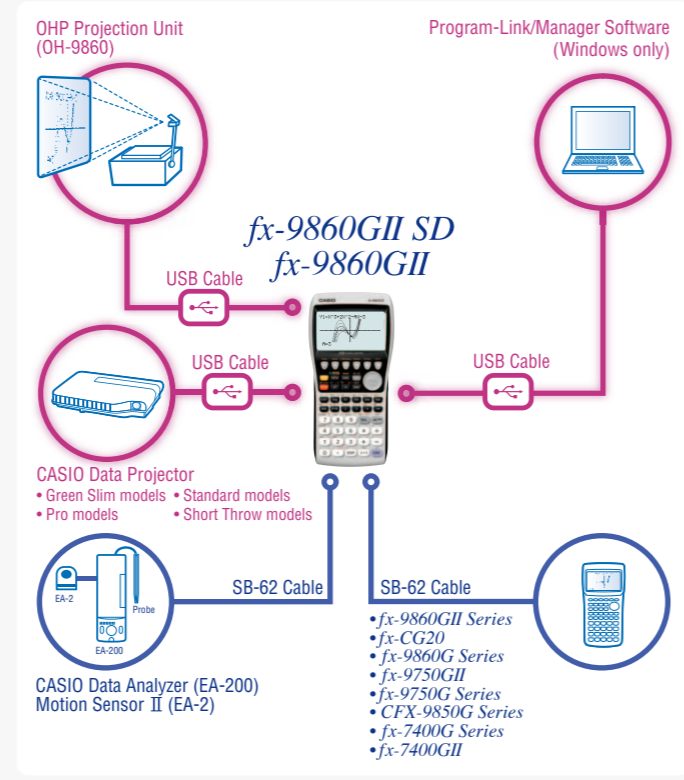 OHP Projection Unit
(OH-9860)
Program-Link/Manager Software
(Windows only)
fx-9860GII SD
fx-9860GII
USB Cable
USB Cable
USB Cable
CASIO
CASIO Data Projector
• Green Slim models • Standard models
• Pro models • Short Throw models
SB-62 Cable
SB-62 Cable
EA-2
Probe
EA-200
CASIO Data Analyzer (EA-200)
Motion Sensor II (EA-2)
• fx-9860GII Series
• fx-CG20
• fx-9860G Series
• fx-9750GII
• fx-9750G Series
• CFX-9850G Series
• fx-7400G Series
• fx-7400GII